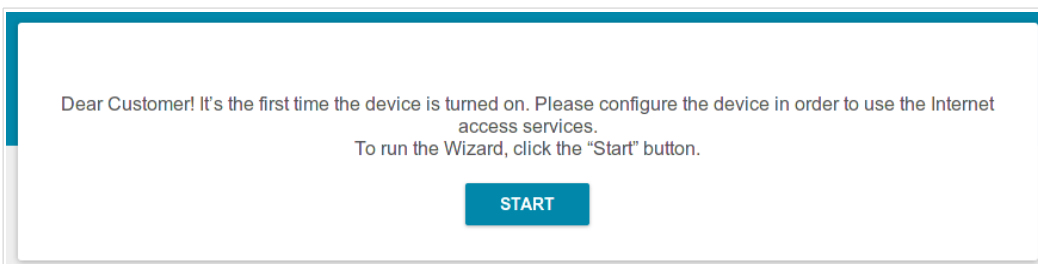 Dear Customer! It’s the first time the device is turned on. Please configure the device in order to use the Internet
access services.
To run the Wizard, click the “Start” button.
START